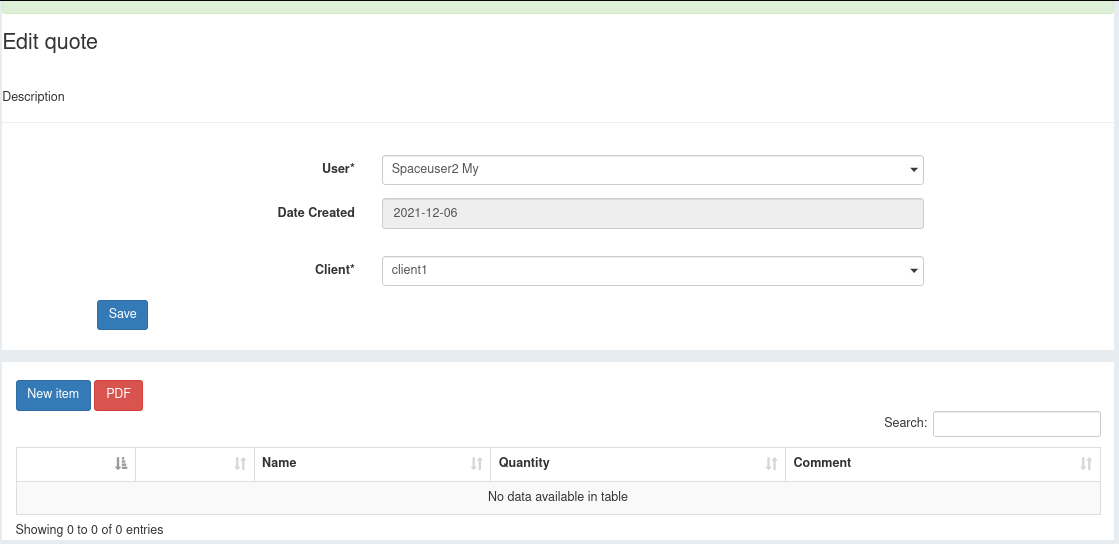 Edit quote
Description
User* Spaceuser2 My
Date Created 2021-12-06
Client* client1
Save
New item PDF
Search:
Name Quantity Comment
No data available in table
Showing 0 to 0 of 0 entries